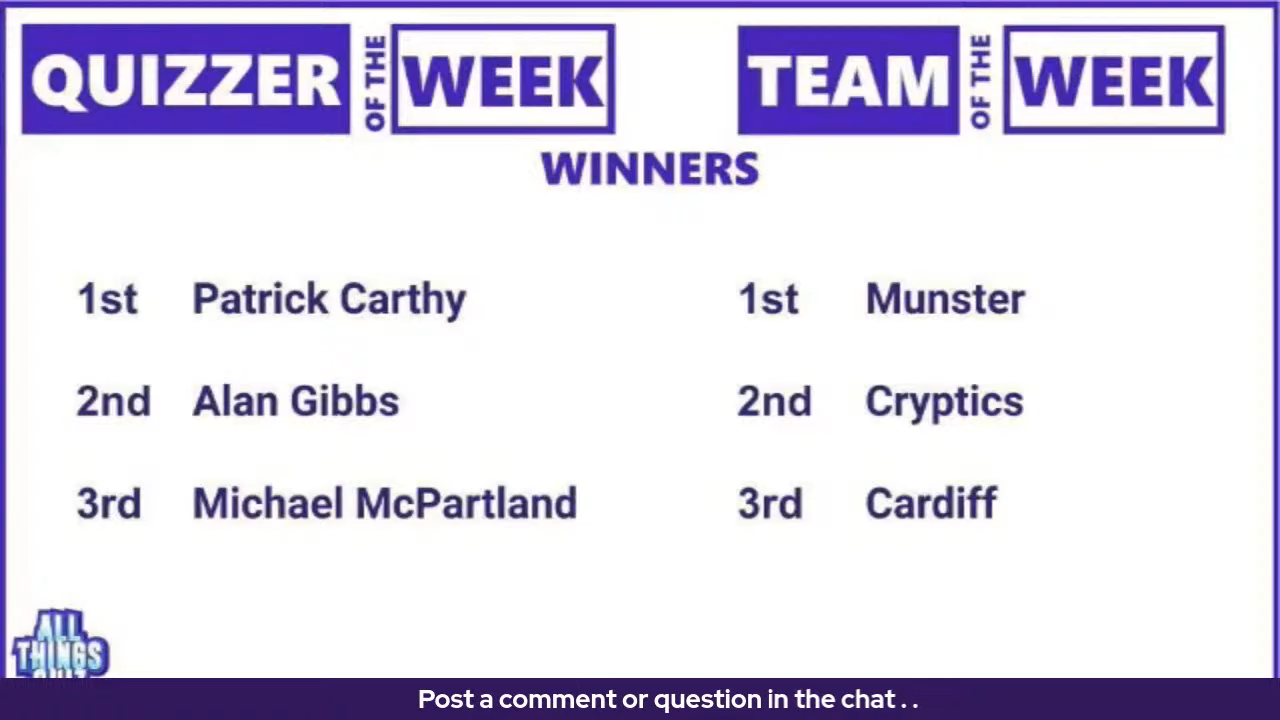 QUIZZER OF THE WEEK
TEAM OF THE WEEK
WINNERS
1st Patrick Carthy
1st Munster
2nd Alan Gibbs
2nd Cryptics
3rd Michael McPartland
3rd Cardiff
ALL
THINGS
QUIZ
Post a comment or question in the chat . .